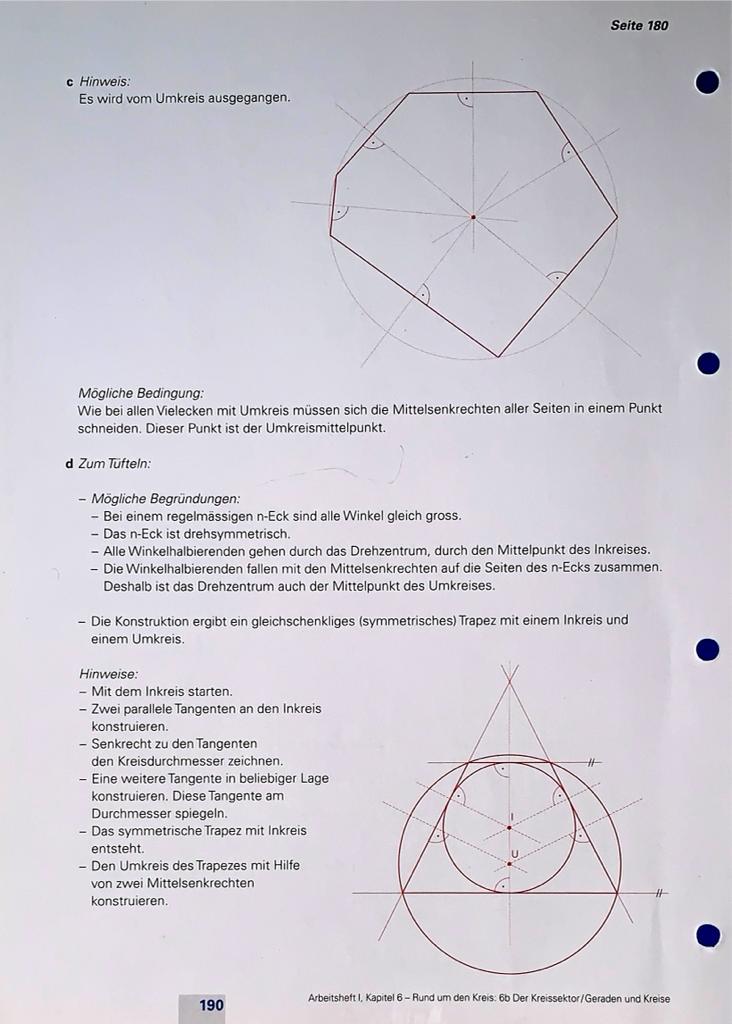 Seite 180
c Hinweis:
Es wird vom Umkreis ausgegangen.
Mögliche Bedingung:
Wie bei allen Vielecken mit Umkreis müssen sich die Mittelsenkrechten aller Seiten in einem Punkt
schneiden. Dieser Punkt ist der Umkreismittelpunkt.
d Zum Tüfteln:
– Mögliche Begründungen:
– Bei einem regelmässigen n-Eck sind alle Winkel gleich gross.
– Das n-Eck ist drehsymmetrisch.
– Alle Winkelhalbierenden gehen durch das Drehzentrum, durch den Mittelpunkt des Inkreises.
– Die Winkelhalbierenden fallen mit den Mittelsenkrechten auf die Seiten des n-Ecks zusammen.
Deshalb ist das Drehzentrum auch der Mittelpunkt des Umkreises.
– Die Konstruktion ergibt ein gleichschenkliges (symmetrisches) Trapez mit einem Inkreis und
einem Umkreis.
Hinweise:
– Mit dem Inkreis starten.
– Zwei parallele Tangenten an den Inkreis
konstruieren.
– Senkrecht zu den Tangenten
den Kreisdurchmesser zeichnen.
– Eine weitere Tangente in beliebiger Lage
konstruieren. Diese Tangente am
Durchmesser spiegeln.
– Das symmetrische Trapez mit Inkreis
entsteht.
– Den Umkreis des Trapezes mit Hilfe
von zwei Mittelsenkrechten
konstruieren.
//
I
U
//
190
Arbeitsheft I, Kapitel 6 – Rund um den Kreis: 6b Der Kreissektor/Geraden und Kreise